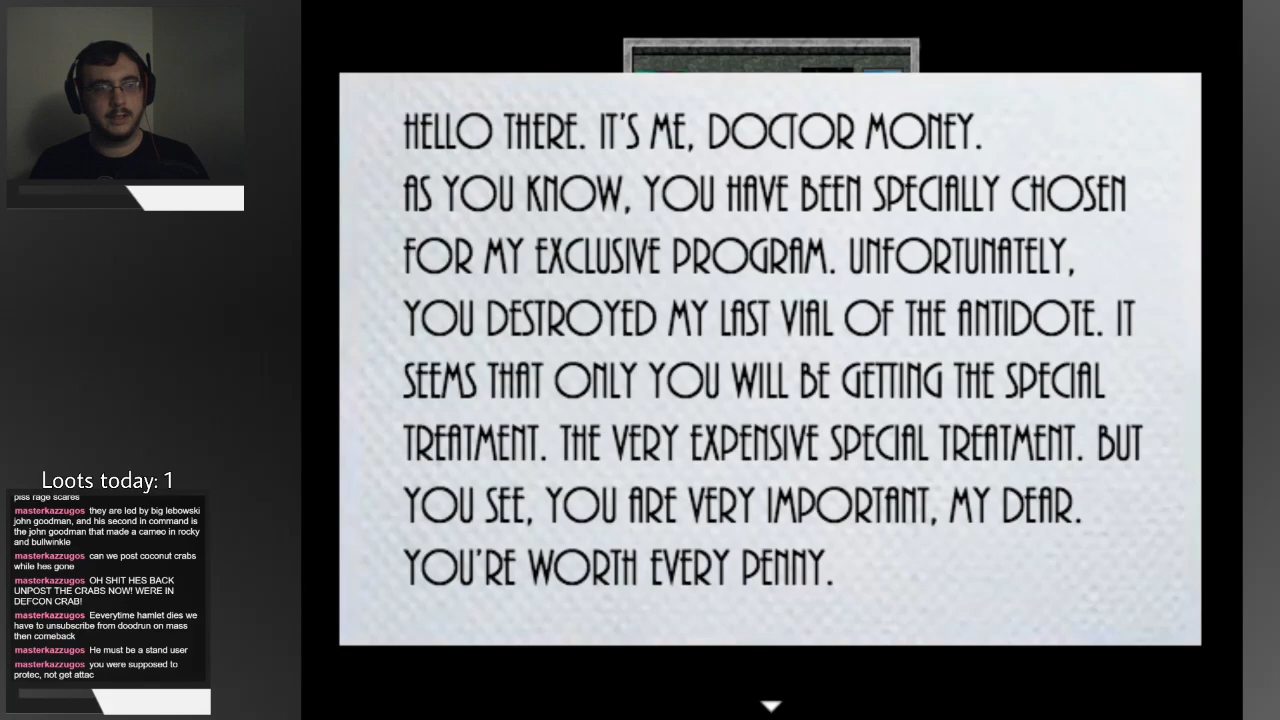 HELLO THERE. IT'S ME, DOCTOR MONEY.
AS YOU KNOW, YOU HAVE BEEN SPECIALLY CHOSEN
FOR MY EXCLUSIVE PROGRAM. UNFORTUNATELY,
YOU DESTROYED MY LAST VIAL OF THE ANTIDOTE. IT
SEEMS THAT ONLY YOU WILL BE GETTING THE SPECIAL
TREATMENT. THE VERY EXPENSIVE SPECIAL TREATMENT. BUT
YOU SEE, YOU ARE VERY IMPORTANT, MY DEAR.
YOU'RE WORTH EVERY PENNY.
Loots today: 1
piss rage scares
masterkazzugos they are led by big lebowski
john goodman, and his second in command is
the john goodman that made a cameo in rocky
and bullwinkle
masterkazzugos can we post coconut crabs
while hes gone
masterkazzugos OH SHIT HES BACK
UNPOST THE CRABS NOW! WERE IN
DEFCON CRAB!
masterkazzugos Eeverytime hamlet dies we
have to unsubscribe from doodrun on mass
then comeback
masterkazzugos He must be a stand user
masterkazzugos you were supposed to
protec, not get attac